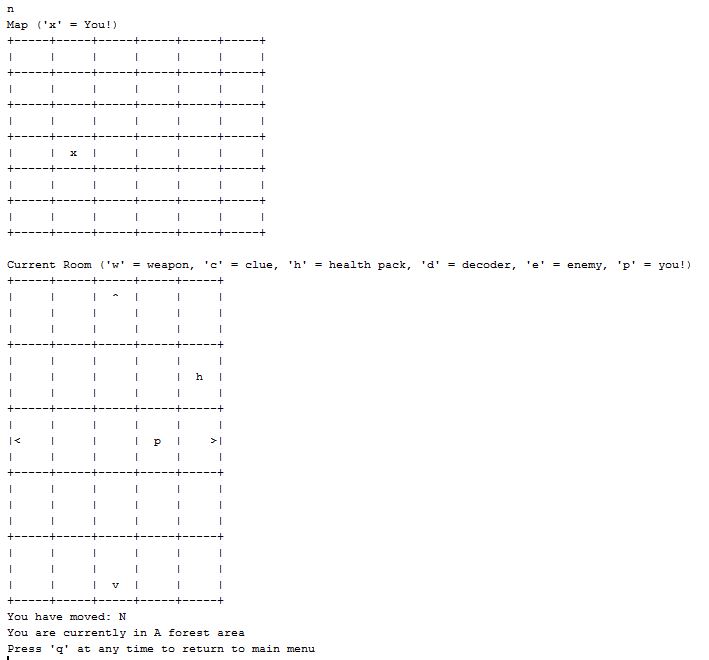 n
Map ('x' = You!)
+-----+-----+-----+-----+-----+-----+
|     |     |     |     |     |     |
+-----+-----+-----+-----+-----+-----+
|     |     |     |     |     |     |
+-----+-----+-----+-----+-----+-----+
|     |     |     |     |     |     |
+-----+-----+-----+-----+-----+-----+
|     |  x  |     |     |     |     |
+-----+-----+-----+-----+-----+-----+
|     |     |     |     |     |     |
+-----+-----+-----+-----+-----+-----+
|     |     |     |     |     |     |
+-----+-----+-----+-----+-----+-----+
Current Room ('w' = weapon, 'c' = clue, 'h' = health pack, 'd' = decoder, 'e' = enemy, 'p' = you!)
+-----+-----+-----+-----+-----+
|     |     |  ^  |     |     |
|     |     |     |     |     |
|     |     |     |     |     |
+-----+-----+-----+-----+-----+
|     |     |     |     |     |
|     |     |     |     |  h  |
|     |     |     |     |     |
+-----+-----+-----+-----+-----+
|     |     |     |     |     |
|<    |     |     |  p  |    >|
|     |     |     |     |     |
+-----+-----+-----+-----+-----+
|     |     |     |     |     |
|     |     |     |     |     |
|     |     |     |     |     |
+-----+-----+-----+-----+-----+
|     |     |     |     |     |
|     |     |     |     |     |
|     |     |  v  |     |     |
+-----+-----+-----+-----+-----+
You have moved: N
You are currently in A forest area
Press 'q' at any time to return to main menu